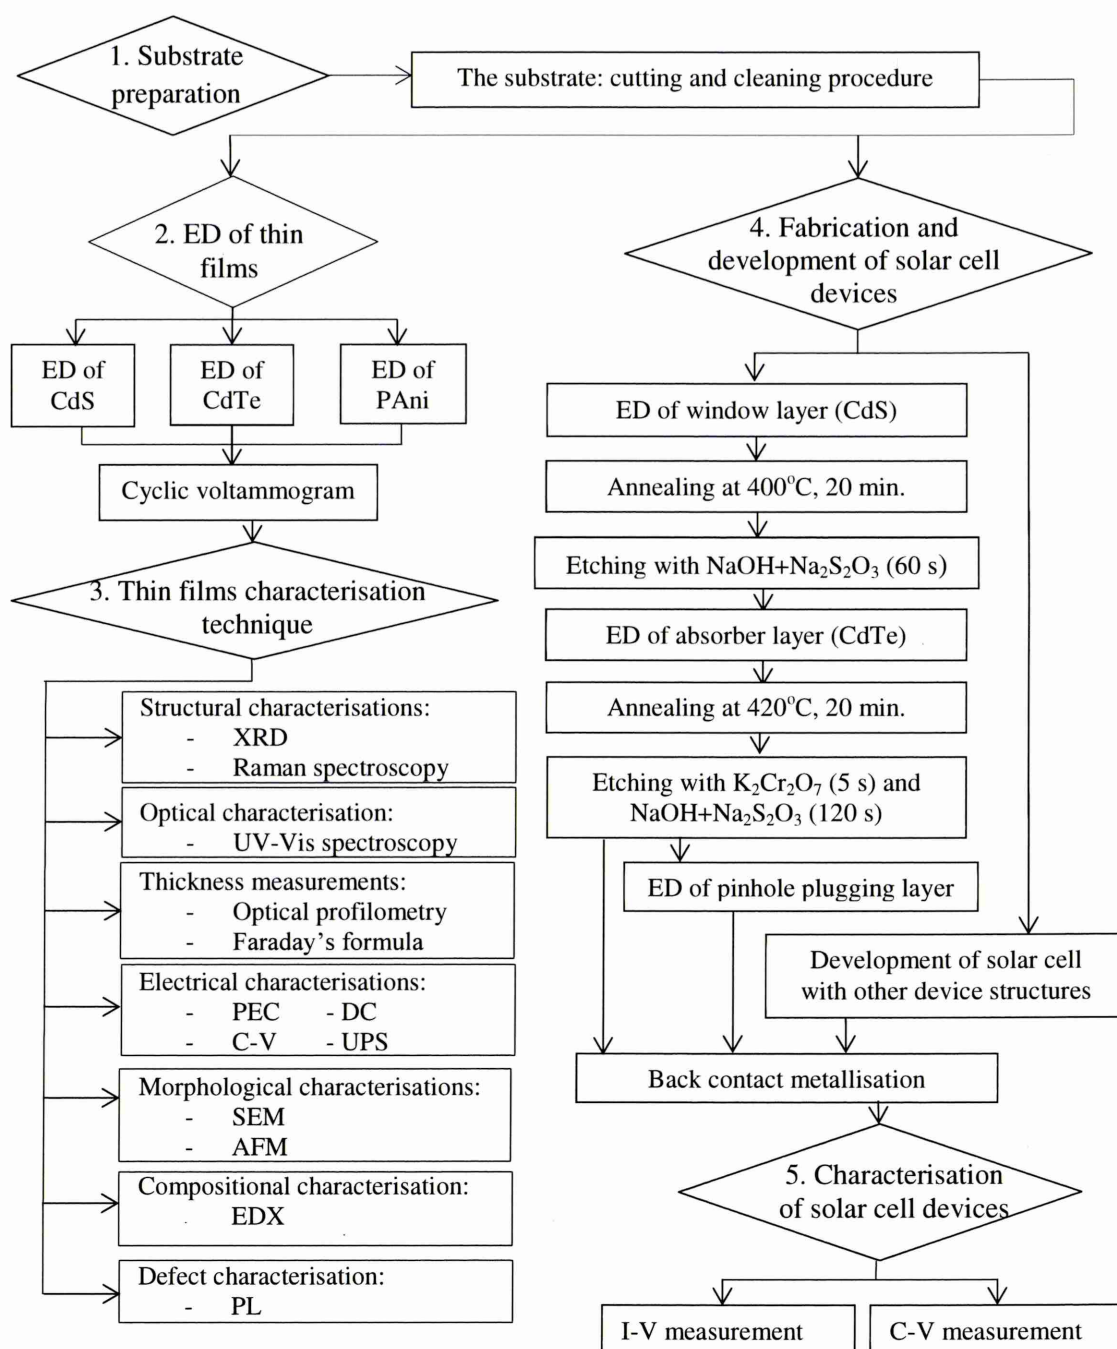 1. Substrate
preparation
The substrate: cutting and cleaning procedure
2. ED of thin
films
ED of
CdS
ED of
CdTe
ED of
PAni
Cyclic voltammogram
3. Thin films characterisation
technique
Structural characterisations:
- XRD
- Raman spectroscopy
Optical characterisation:
- UV-Vis spectroscopy
Thickness measurements:
- Optical profilometry
- Faraday's formula
Electrical characterisations:
- PEC - DC
- C-V - UPS
Morphological characterisations:
- SEM
- AFM
Compositional characterisation:
- EDX
Defect characterisation:
- PL
4. Fabrication and
development of solar cell
devices
ED of window layer (CdS)
Annealing at 400°C, 20 min.
Etching with NaOH+Na₂S₂O₃ (60 s)
ED of absorber layer (CdTe)
Annealing at 420°C, 20 min.
Etching with K₂Cr₂O₇ (5 s) and
NaOH+Na₂S₂O₃ (120 s)
ED of pinhole plugging layer
Development of solar cell
with other device structures
Back contact metallisation
5. Characterisation
of solar cell devices
I-V measurement
C-V measurement